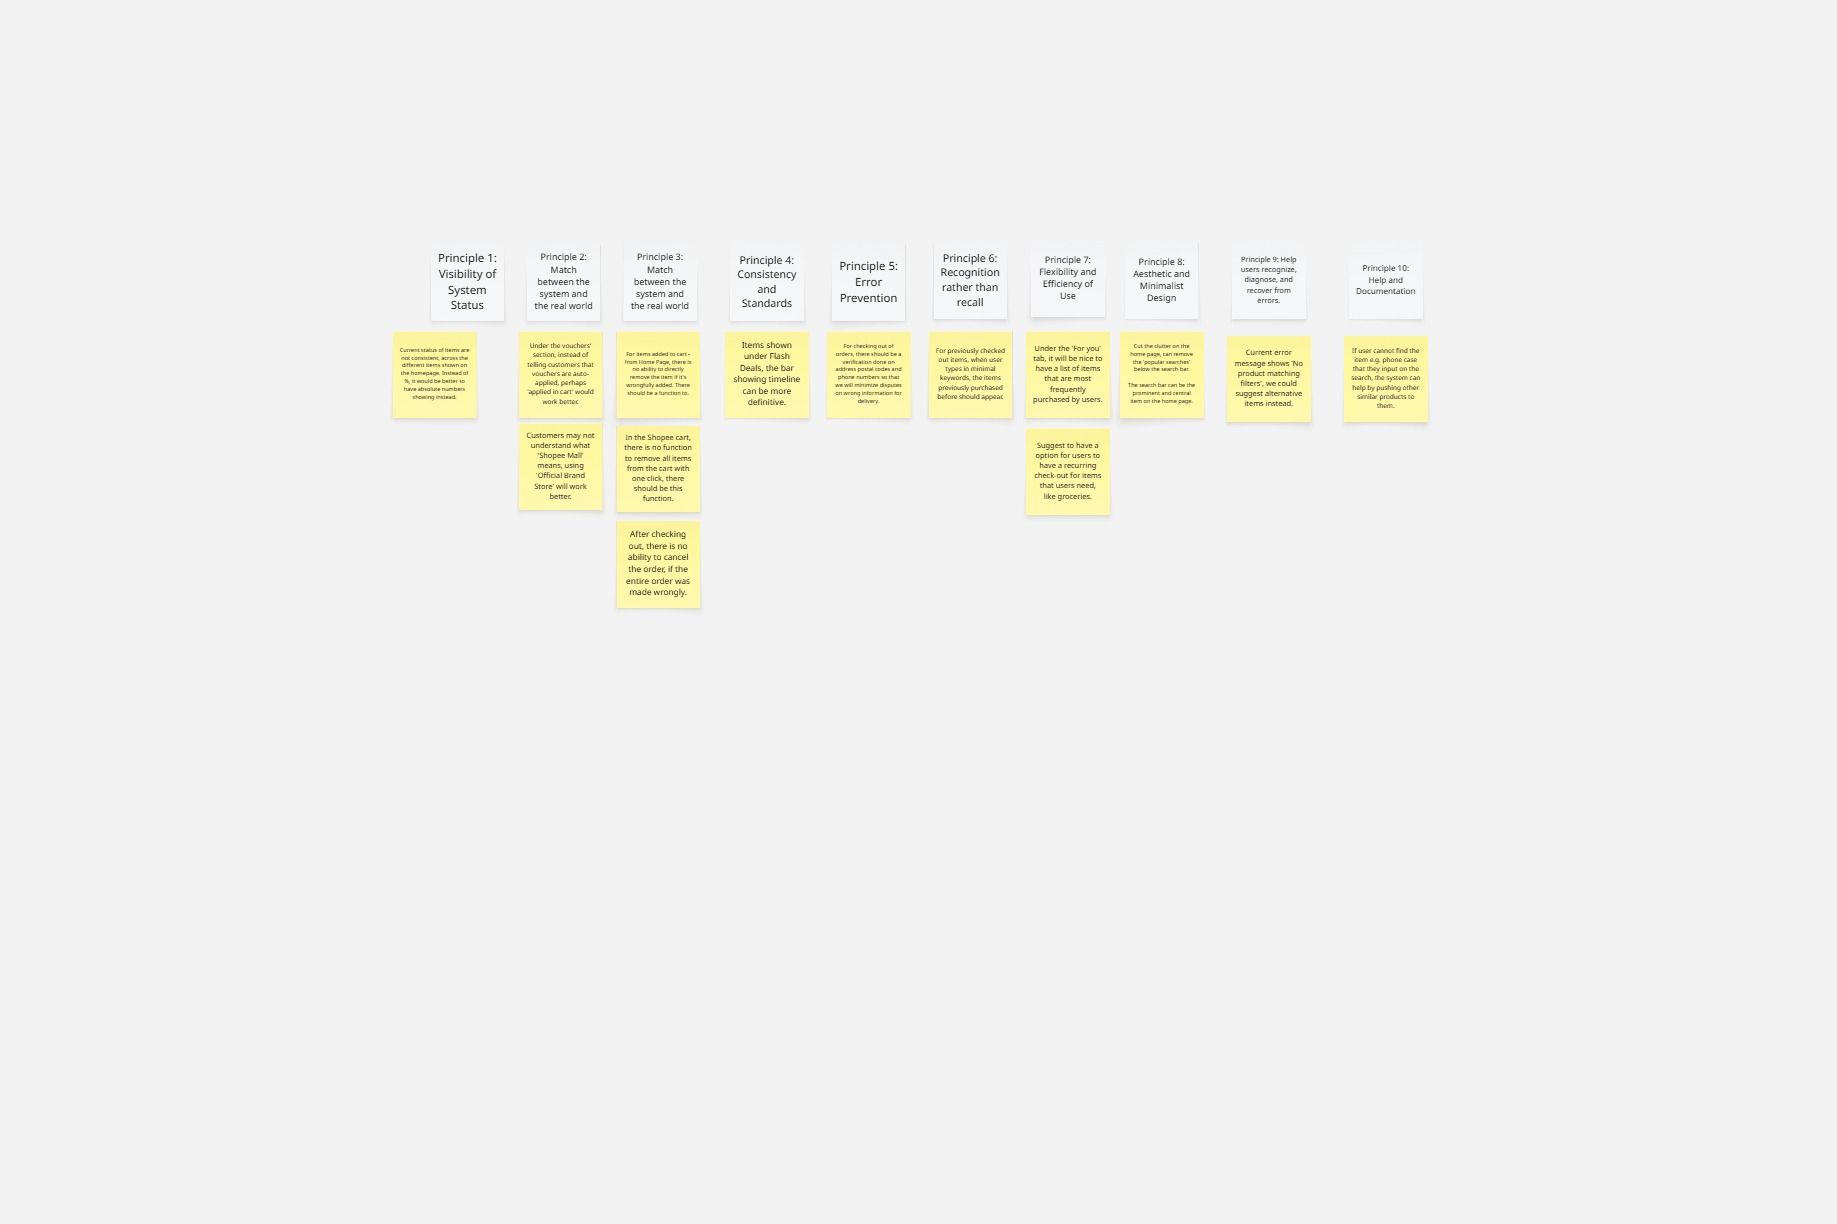 Principle 1:
Visibility of
System
Status
Principle 2:
Match
between the
system and
the real world
Principle 3:
Match
between the
system and
the real world
Principle 4:
Consistency
and
Standards
Principle 5:
Error
Prevention
Principle 6:
Recognition
rather than
recall
Principle 7:
Flexibility and
Efficiency of
Use
Principle 8:
Aesthetic and
Minimalist
Design
Principle 9: Help
users recognize,
diagnose, and
recover from
errors.
Principle 10:
Help and
Documentation
Current status of items are
not consistent, across the
different items shown on
the homepage. Instead of
%, it would be better to
have absolute numbers
showing instead.
Under the vouchers'
section, instead of
telling customers that
vouchers are auto-
applied, perhaps
'applied in cart' would
work better.
For items added to cart -
from Home Page, there is
no ability to directly
remove the item if it's
wrongfully added. There
should be a function to.
Items shown
under Flash
Deals, the bar
showing timeline
can be more
definitive.
For checking out of
orders, there should be a
verification done on
address postal codes and
phone numbers so that
we will minimize disputes
on wrong information for
delivery.
For previously checked
out items, when user
types in minimal
keywords, the items
previously purchased
before should appear.
Under the 'For you'
tab, it will be nice to
have a list of items
that are most
frequently
purchased by users.
Cut the clutter on the
home page, can remove
the 'popular searches'
below the search bar.
The search bar can be the
prominent and central
item on the home page.
Current error
message shows 'No
product matching
filters', we could
suggest alternative
items instead.
If user cannot find the
item e.g. phone case
that they input on the
search, the system can
help by pushing other
similar products to
them.
Customers may not
understand what
'Shopee Mall'
means, using
'Official Brand
Store' will work
better.
In the Shopee cart,
there is no function
to remove all items
from the cart with
one click, there
should be this
function.
Suggest to have a
option for users to
have a recurring
check-out for items
that users need,
like groceries.
After checking
out, there is no
ability to cancel
the order, if the
entire order was
made wrongly.